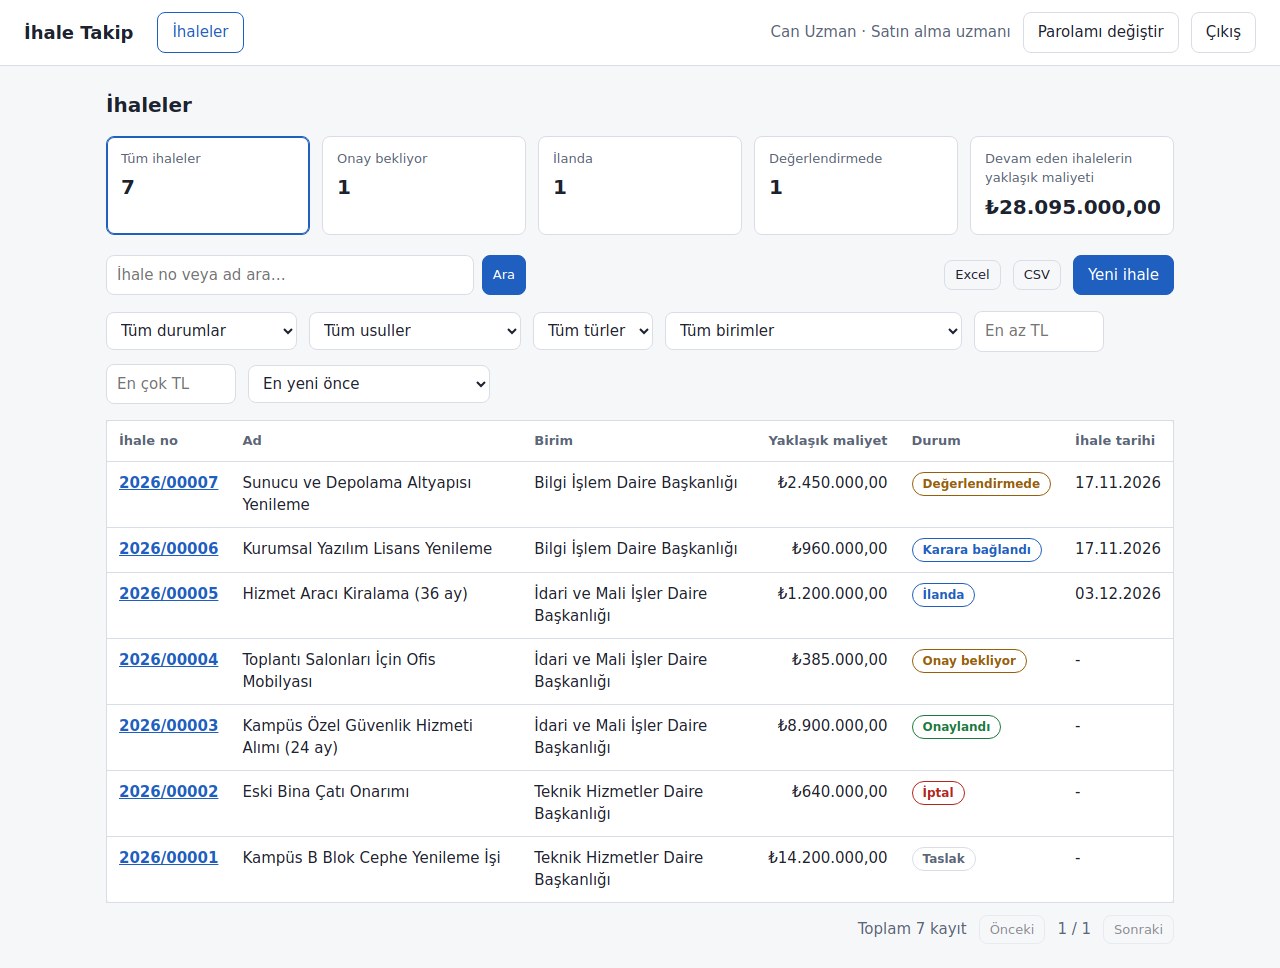 İhale Takip
İhaleler
Can Uzman · Satın alma uzmanı
Parolamı değiştir
Çıkış
İhaleler
Tüm ihaleler
7
Onay bekliyor
1
İlanda
1
Değerlendirmede
1
Devam eden ihalelerin
yaklaşık maliyeti
₺28.095.000,00
İhale no veya ad ara...
Ara
Excel
CSV
Yeni ihale
Tüm durumlar
Tüm usuller
Tüm türler
Tüm birimler
En az TL
En çok TL
En yeni önce
İhale no Ad Birim Yaklaşık maliyet Durum İhale tarihi
2026/00007 Sunucu ve Depolama Altyapısı Bilgi İşlem Daire Başkanlığı ₺2.450.000,00 Değerlendirmede 17.11.2026
Yenileme
2026/00006 Kurumsal Yazılım Lisans Yenileme Bilgi İşlem Daire Başkanlığı ₺960.000,00 Karara bağlandı 17.11.2026
2026/00005 Hizmet Aracı Kiralama (36 ay) İdari ve Mali İşler Daire ₺1.200.000,00 İlanda 03.12.2026
Başkanlığı
2026/00004 Toplantı Salonları İçin Ofis İdari ve Mali İşler Daire ₺385.000,00 Onay bekliyor -
Mobilyası Başkanlığı
2026/00003 Kampüs Özel Güvenlik Hizmeti İdari ve Mali İşler Daire ₺8.900.000,00 Onaylandı -
Alımı (24 ay) Başkanlığı
2026/00002 Eski Bina Çatı Onarımı Teknik Hizmetler Daire ₺640.000,00 İptal -
Başkanlığı
2026/00001 Kampüs B Blok Cephe Yenileme İşi Teknik Hizmetler Daire ₺14.200.000,00 Taslak -
Başkanlığı
Toplam 7 kayıt Önceki 1 / 1 Sonraki